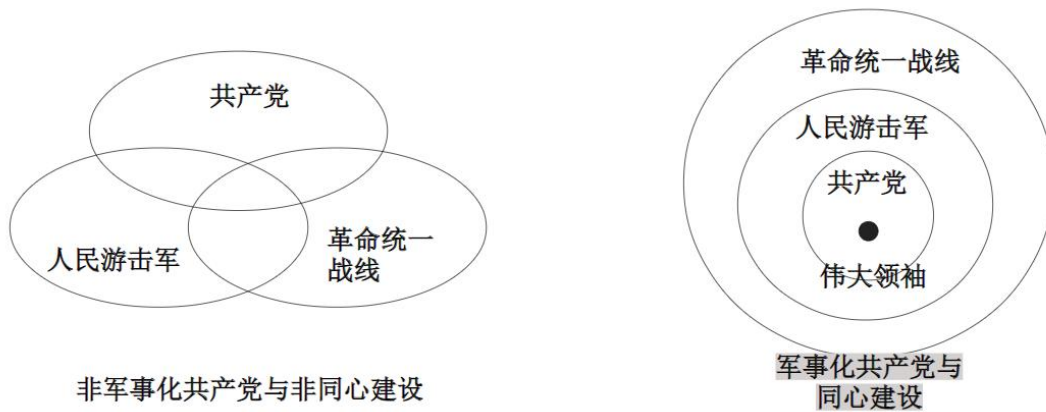 共产党
人民游击军
革命统一
战线
非军事化共产党与非同心建设
革命统一战线
人民游击军
共产党
伟大领袖
军事化共产党与
同心建设